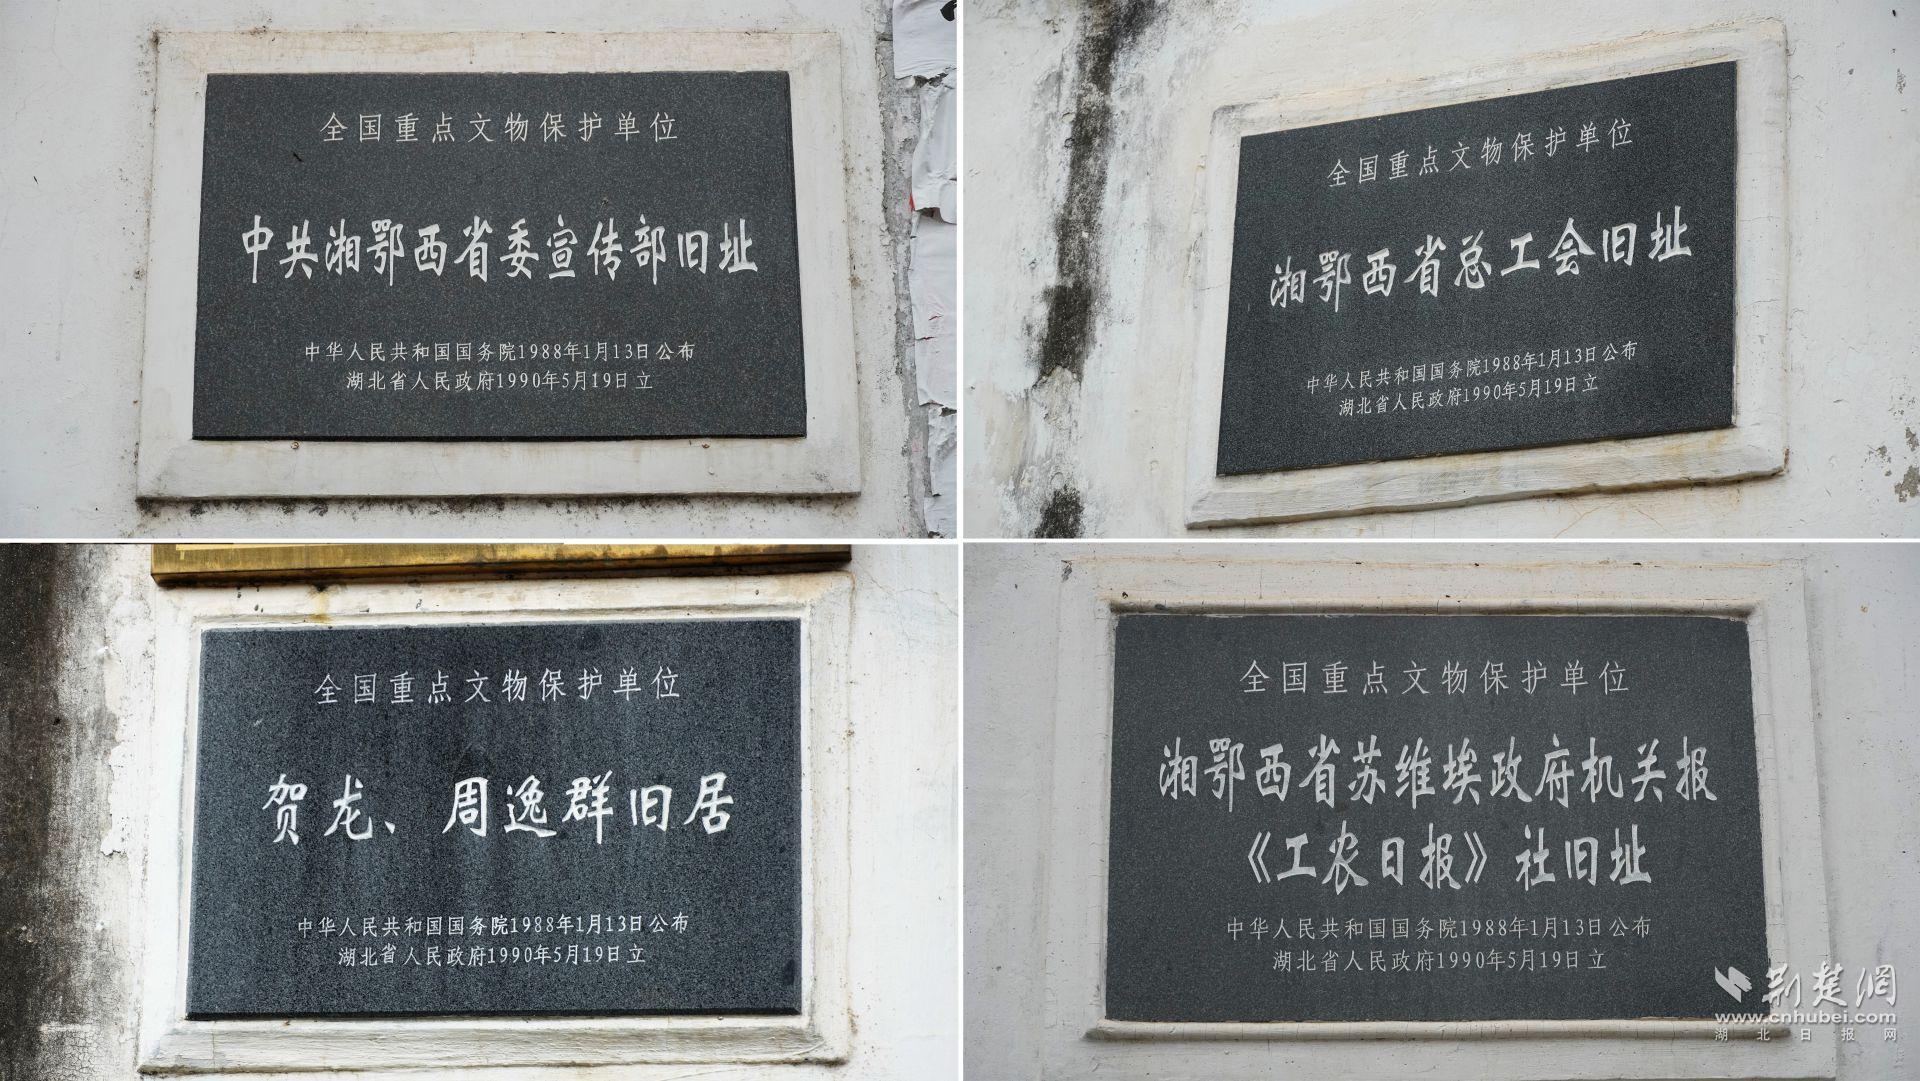 全国重点文物保护单位
中共湘鄂西省委宣传部旧址
中华人民共和国国务院1988年1月13日公布
湖北省人民政府1990年5月19日立
全国重点文物保护单位
湘鄂西省总工会旧址
中华人民共和国国务院1988年1月13日公布
湖北省人民政府1990年5月19日立
全国重点文物保护单位
贺龙、周逸群旧居
中华人民共和国国务院1988年1月13日公布
湖北省人民政府1990年5月19日立
全国重点文物保护单位
湘鄂西省苏维埃政府机关报
《工农日报》社旧址
中华人民共和国国务院1988年1月13日公布
湖北省人民政府1990年5月19日立
荆楚網
www.cnhubei.com
湖北日报网